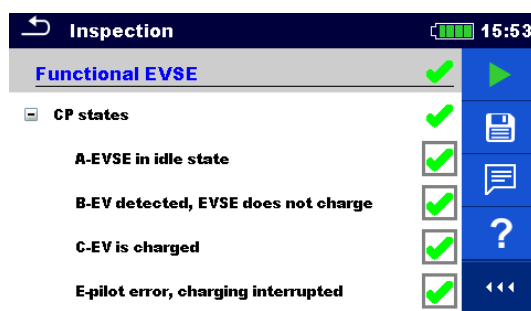 Inspection
15:53
Functional EVSE
CP states
A-EVSE in idle state
B-EV detected, EVSE does not charge
C-EV is charged
E-pilot error, charging interrupted
?